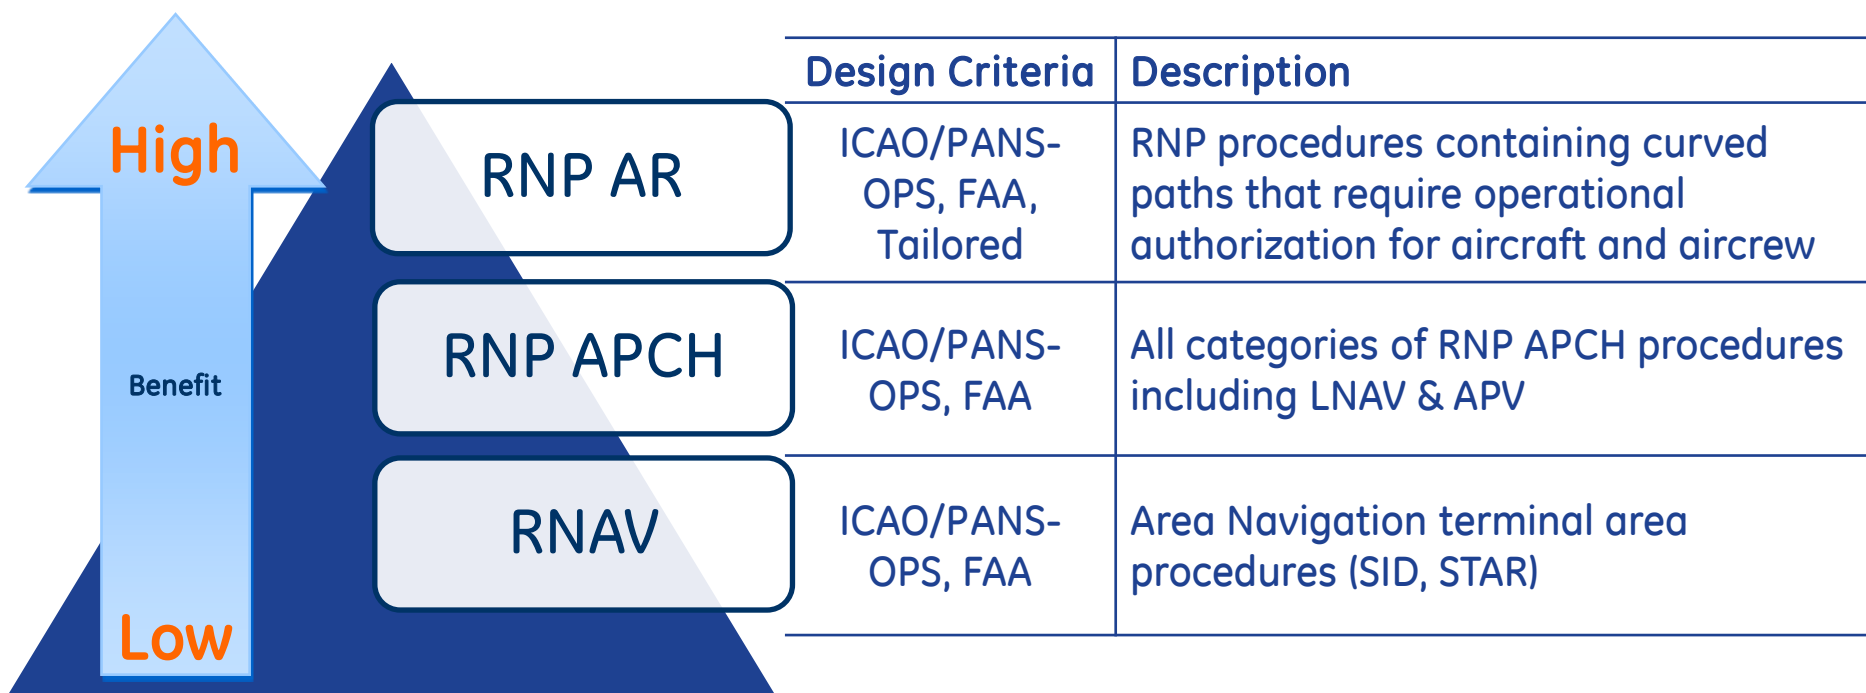 High
Benefit
Low
Design Criteria
Description
RNP AR
ICAO/PANS-
OPS, FAA,
Tailored
RNP procedures containing curved
paths that require operational
authorization for aircraft and aircrew
RNP APCH
ICAO/PANS-
OPS, FAA
All categories of RNP APCH procedures
including LNAV & APV
RNAV
ICAO/PANS-
OPS, FAA
Area Navigation terminal area
procedures (SID, STAR)